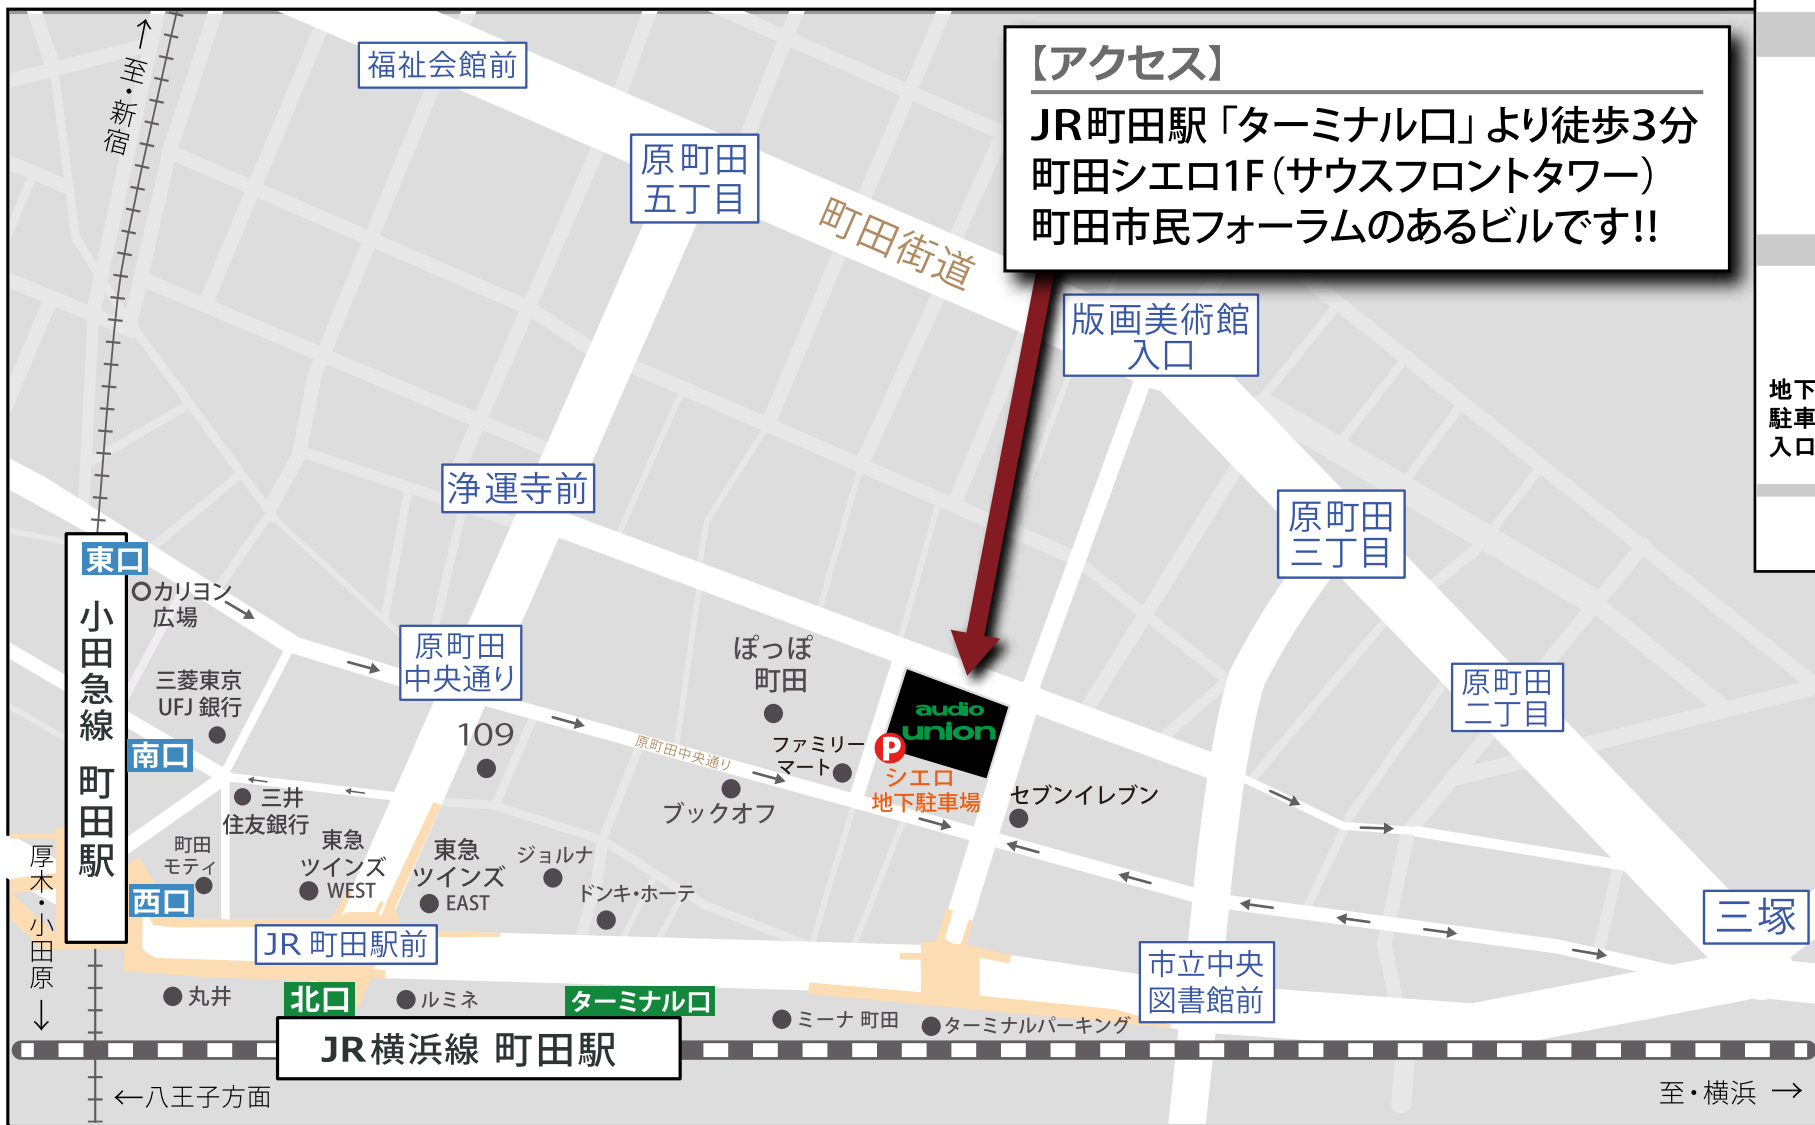 【アクセス】
JR町田駅「ターミナル口」より徒歩3分
町田シエロ1F(サウスフロントタワー)
町田市民フォーラムのあるビルです!!
↑至・新宿
福祉会館前
原町田
五丁目
町田街道
版画美術館
入口
地下
駐車
入口
浄運寺前
原町田
三丁目
東口
カリヨン
広場
小田急線 町田駅
原町田
中央通り
ぽっぽ
町田
audio
union
原町田
二丁目
三菱東京
UFJ 銀行
南口
109
原町田中央通り
ファミリー
マート
P
シエロ
地下駐車場
三井
住友銀行
ブックオフ
セブンイレブン
町田
モティ
東急
ツインズ
WEST
東急
ツインズ
EAST
ジョルナ
ドンキ・ホーテ
西口
厚木・小田原↓
JR 町田駅前
三塚
市立中央
図書館前
丸井
北口
ルミネ
ターミナル口
ミーナ 町田
ターミナルパーキング
JR横浜線 町田駅
←八王子方面
至・横浜 →